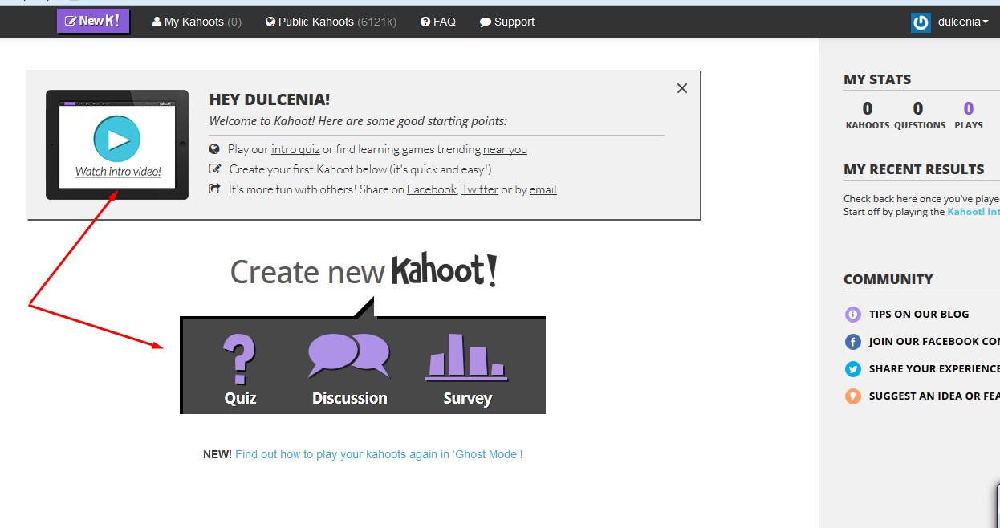 New K!
My Kahoots (0)
Public Kahoots (6121k)
FAQ
Support
dulcenia
HEY DULCENIA!
Welcome to Kahoot! Here are some good starting points:
Watch intro video!
Play our intro quiz or find learning games trending near you
Create your first Kahoot below (it's quick and easy!)
It's more fun with others! Share on Facebook, Twitter or by email
Create new Kahoot!
Quiz
Discussion
Survey
NEW! Find out how to play your kahoots again in ‘Ghost Mode’!
MY STATS
0 0 0
KAHOOTS QUESTIONS PLAYS
MY RECENT RESULTS
Check back here once you've playe
Start off by playing the Kahoot! Int
COMMUNITY
TIPS ON OUR BLOG
JOIN OUR FACEBOOK CO
SHARE YOUR EXPERIENCE
SUGGEST AN IDEA OR FEA